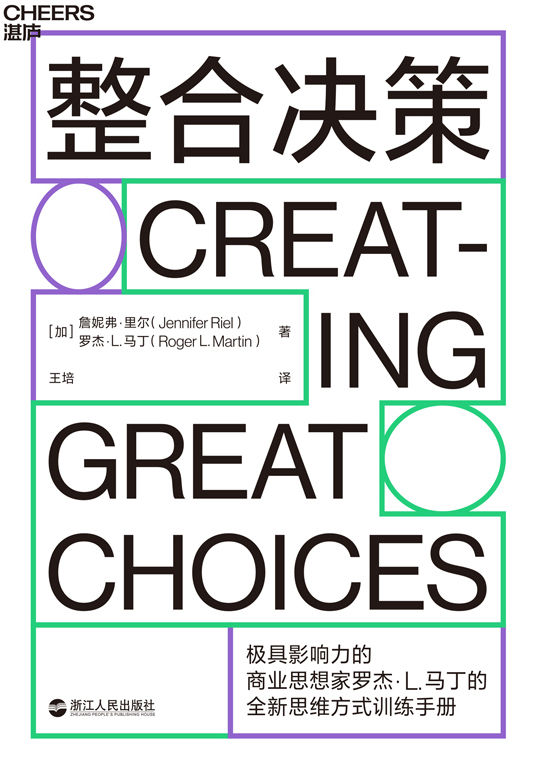 CHEERS
湛庐
整合决策
CREAT-
ING
GREAT
CHOICES
[加] 詹妮弗·里尔(Jennifer Riel)
罗杰·L.马丁(Roger L. Martin) 著
王培 译
极具影响力的
商业思想家罗杰·L.马丁的
全新思维方式训练手册
浙江人民出版社
ZHEJIANG PEOPLE'S PUBLISHING HOUSE